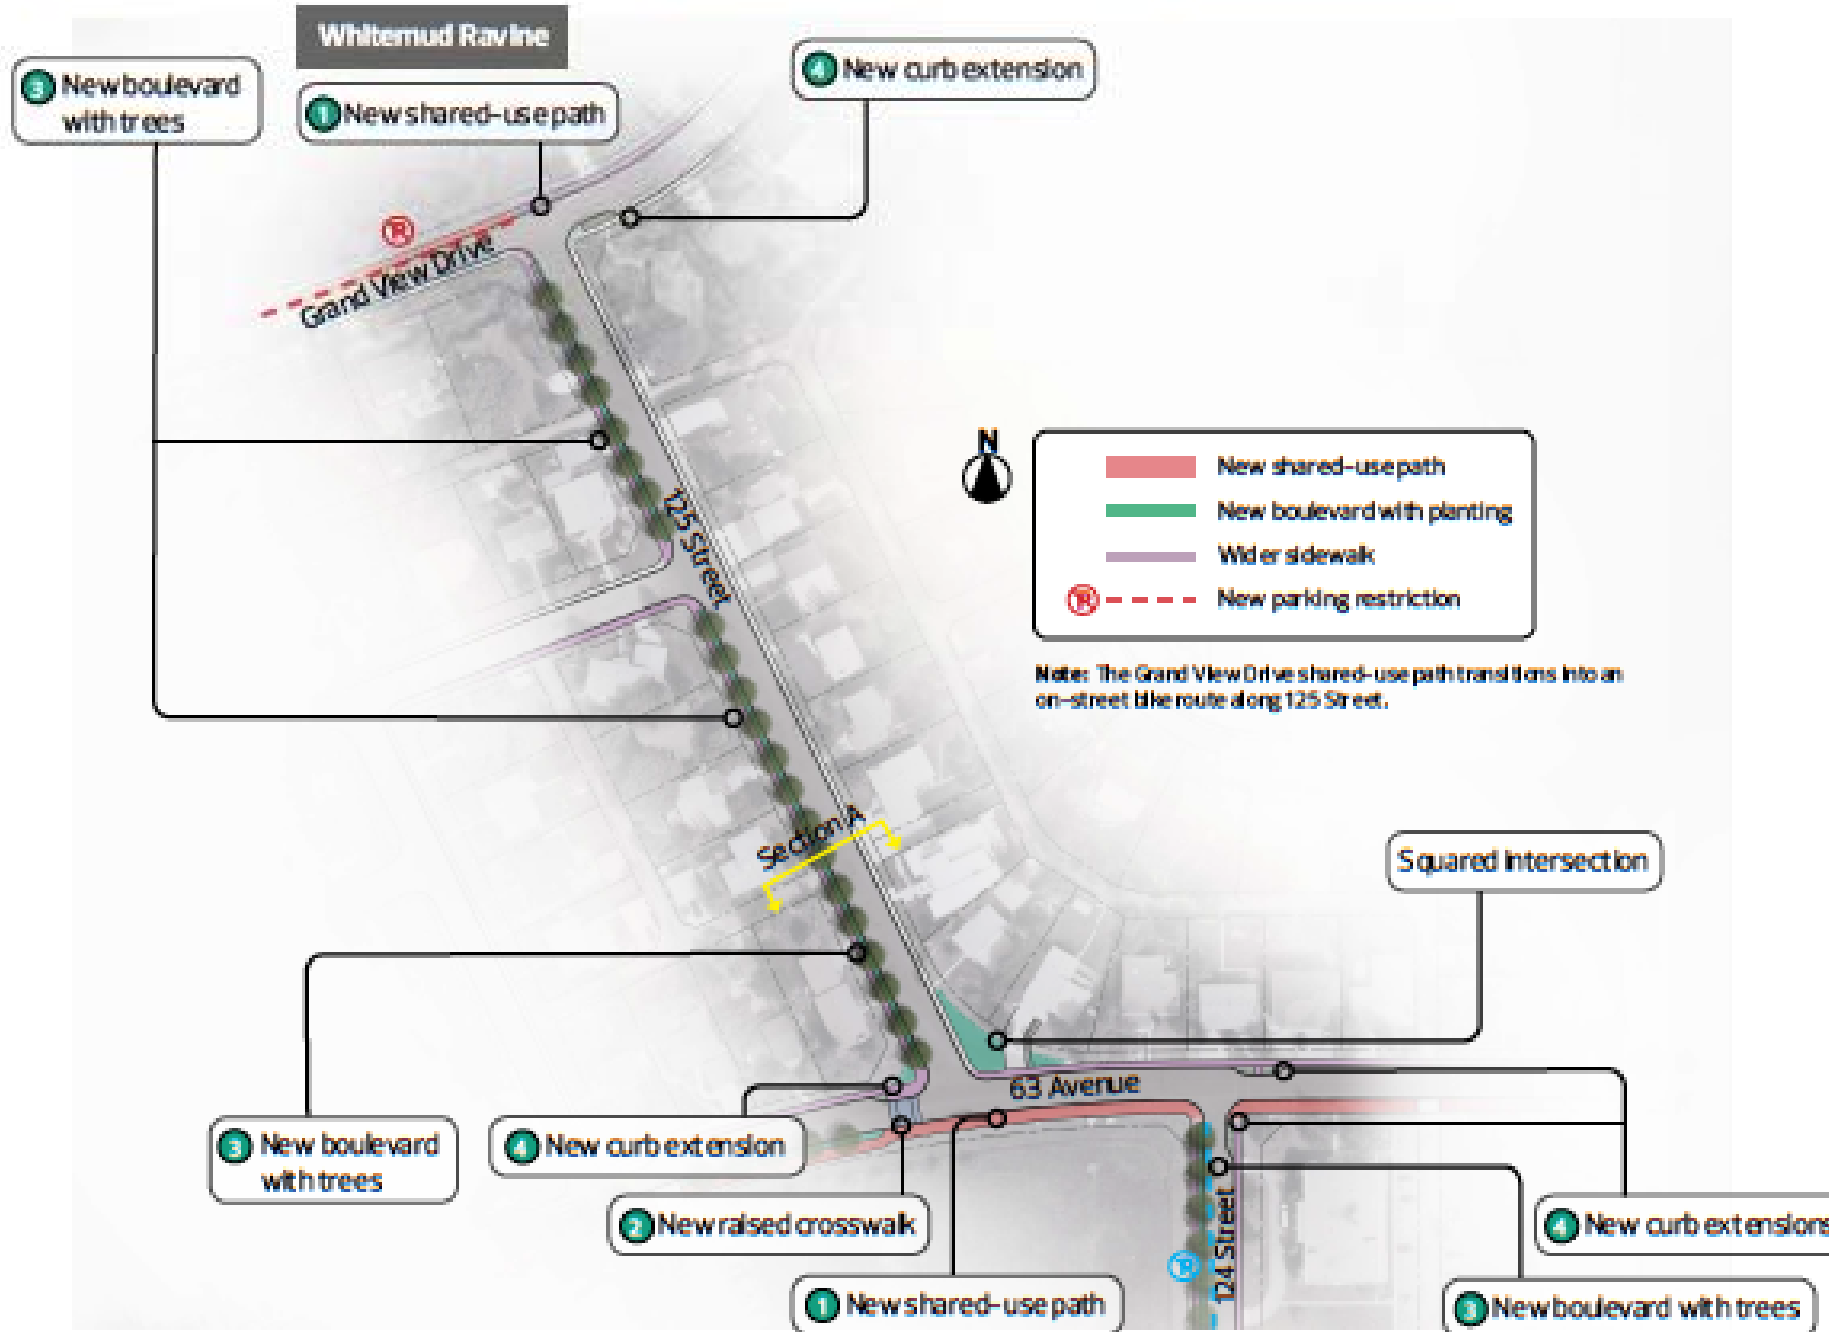 Whitemud Ravine
3 New boulevard
with trees
1 New shared-use path
4 New curb extension
Grand View Drive
125 Street
N
New shared-use path
New boulevard with planting
Wider sidewalk
New parking restriction
Note: The Grand View Drive shared-use path transitions into an
on-street bike route along 125 Street.
Section A
Squared intersection
63 Avenue
3 New boulevard
with trees
4 New curb extension
2 New raised crosswalk
1 New shared-use path
124 Street
4 New curb extensions
3 New boulevard with trees